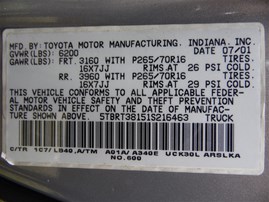 MFD. BY: TOYOTA MOTOR MANUFACTURING, INDIANA, INC.
GVWR(LBS): 6200 DATE: 07/01
GAWR(LBS): FRT. 3160 WITH P265/70R16 TIRES,
16X7JJ RIMS AT 26 PSI COLD
RR. 3960 WITH P265/70R16 TIRES,
16X7JJ RIMS AT 29 PSI COLD
THIS VEHICLE CONFORMS TO ALL APPLICABLE FEDER-
AL MOTOR VEHICLE SAFETY AND THEFT PREVENTION
STANDARDS IN EFFECT ON THE DATE OF MANUFAC-
TURE SHOWN ABOVE. 5TBRT38151S216463 TRUCK
C/TR 1C7/LB40,A/TM A01A/A340E UCK30L ARSLKA
NO.600